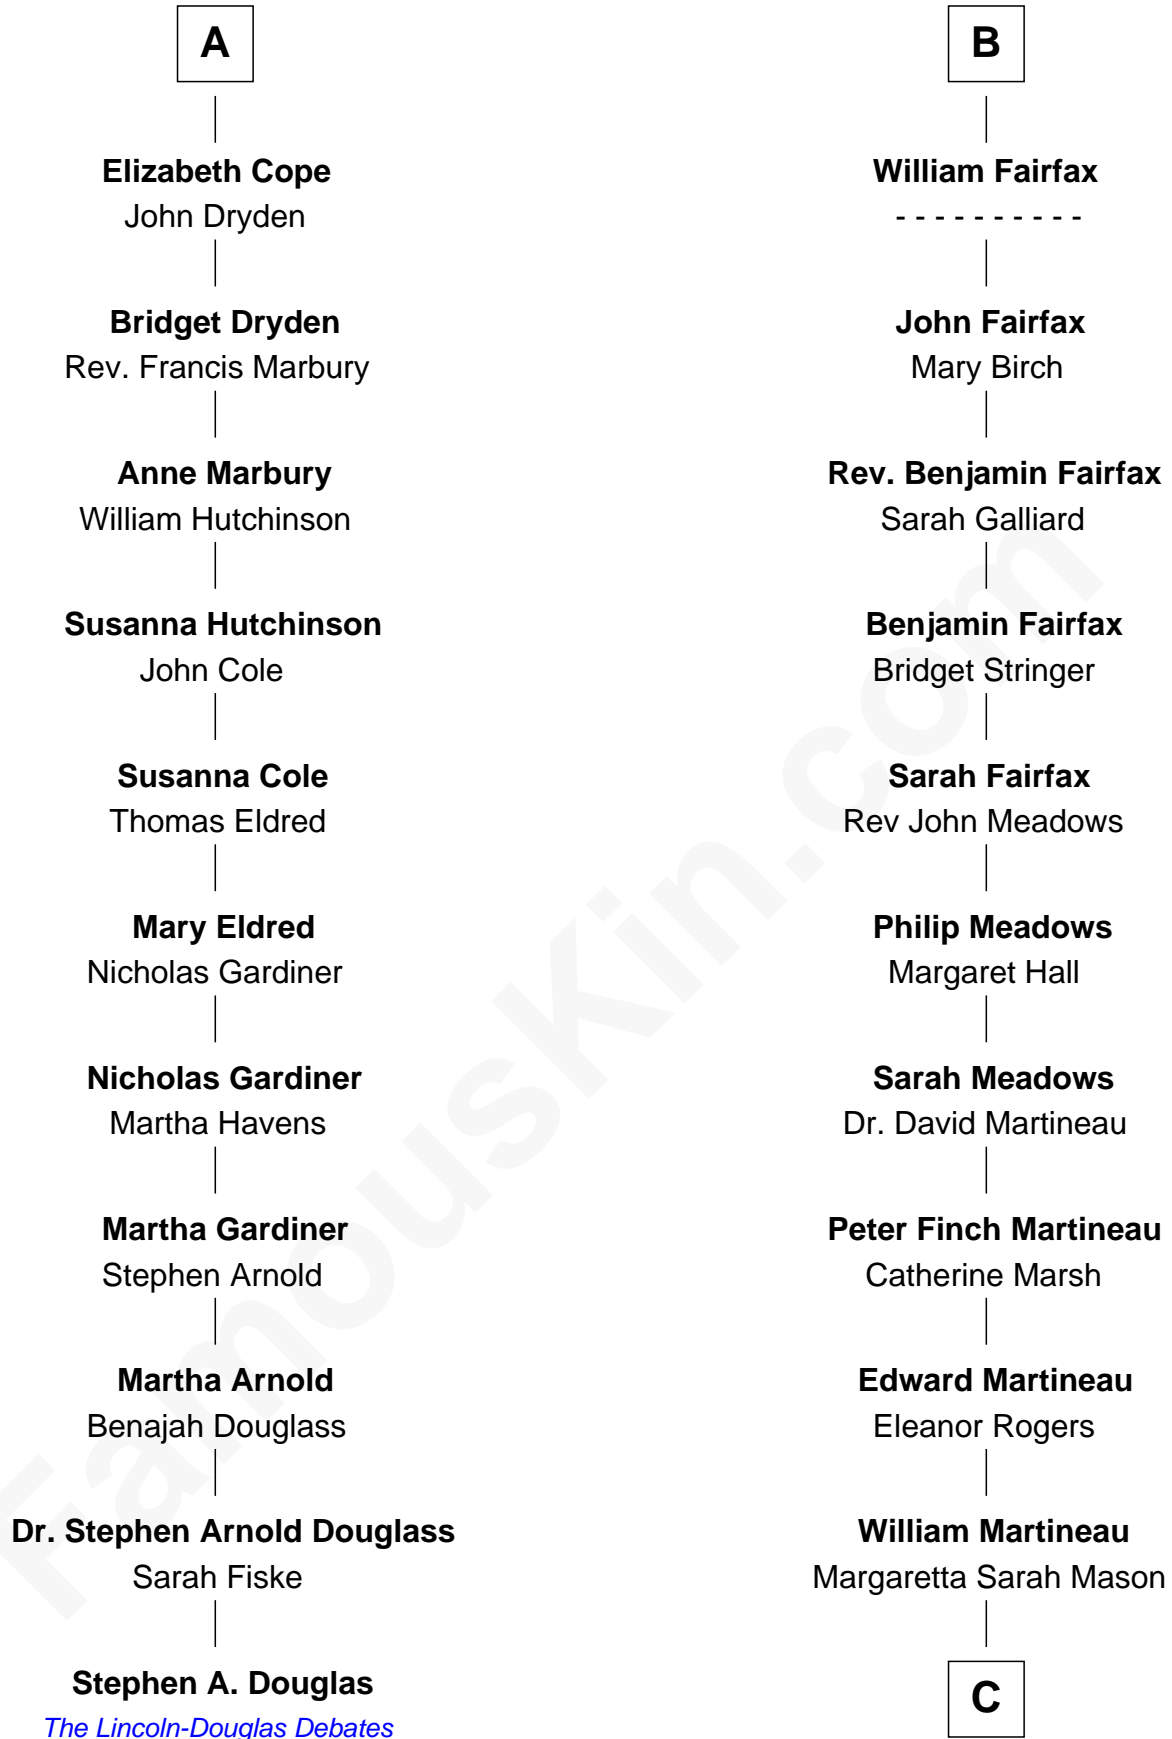 A
Elizabeth Cope
John Dryden
Bridget Dryden
Rev. Francis Marbury
Anne Marbury
William Hutchinson
Susanna Hutchinson
John Cole
Susanna Cole
Thomas Eldred
Mary Eldred
Nicholas Gardiner
Nicholas Gardiner
Martha Havens
Martha Gardiner
Stephen Arnold
Martha Arnold
Benajah Douglass
Dr. Stephen Arnold Douglass
Sarah Fiske
Stephen A. Douglas
The Lincoln-Douglas Debates
B
William Fairfax
- - - - - - - - - -
John Fairfax
Mary Birch
Rev. Benjamin Fairfax
Sarah Galliard
Benjamin Fairfax
Bridget Stringer
Sarah Fairfax
Rev John Meadows
Philip Meadows
Margaret Hall
Sarah Meadows
Dr. David Martineau
Peter Finch Martineau
Catherine Marsh
Edward Martineau
Eleanor Rogers
William Martineau
Margaretta Sarah Mason
C
FamousKin.com